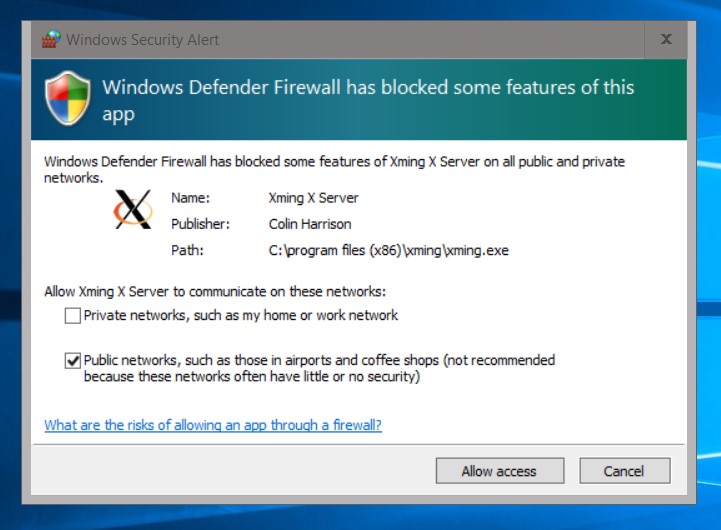 Windows Security Alert
Windows Defender Firewall has blocked some features of this
app
Windows Defender Firewall has blocked some features of Xming X Server on all public and private
networks.
Name: Xming X Server
Publisher: Colin Harrison
Path: C:\program files (x86)\xming\xming.exe
Allow Xming X Server to communicate on these networks:
Private networks, such as my home or work network
Public networks, such as those in airports and coffee shops (not recommended
because these networks often have little or no security)
What are the risks of allowing an app through a firewall?
Allow access Cancel